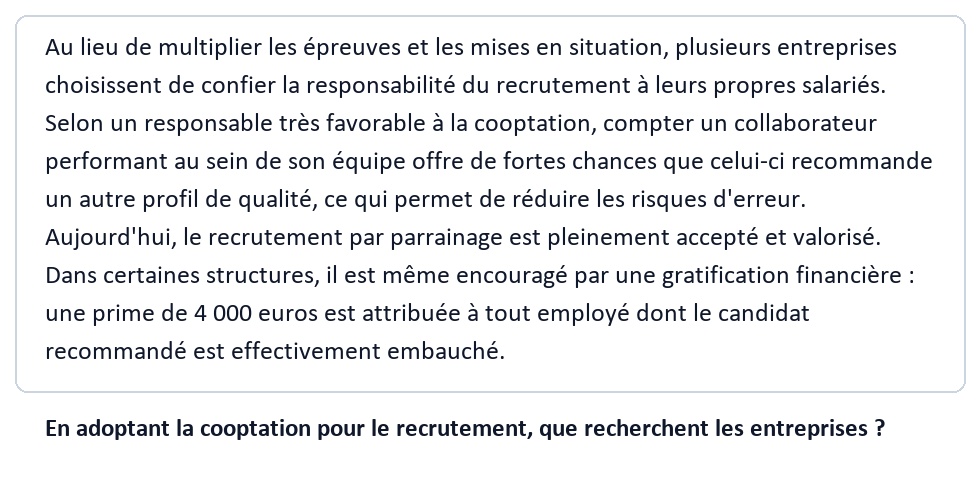 Au lieu de multiplier les épreuves et les mises en situation, plusieurs entreprises
choisissent de confier la responsabilité du recrutement à leurs propres salariés.
Selon un responsable très favorable à la cooptation, compter un collaborateur
performant au sein de son équipe offre de fortes chances que celui-ci recommande
un autre profil de qualité, ce qui permet de réduire les risques d'erreur.
Aujourd'hui, le recrutement par parrainage est pleinement accepté et valorisé.
Dans certaines structures, il est même encouragé par une gratification financière :
une prime de 4 000 euros est attribuée à tout employé dont le candidat
recommandé est effectivement embauché.
En adoptant la cooptation pour le recrutement, que recherchent les entreprises ?